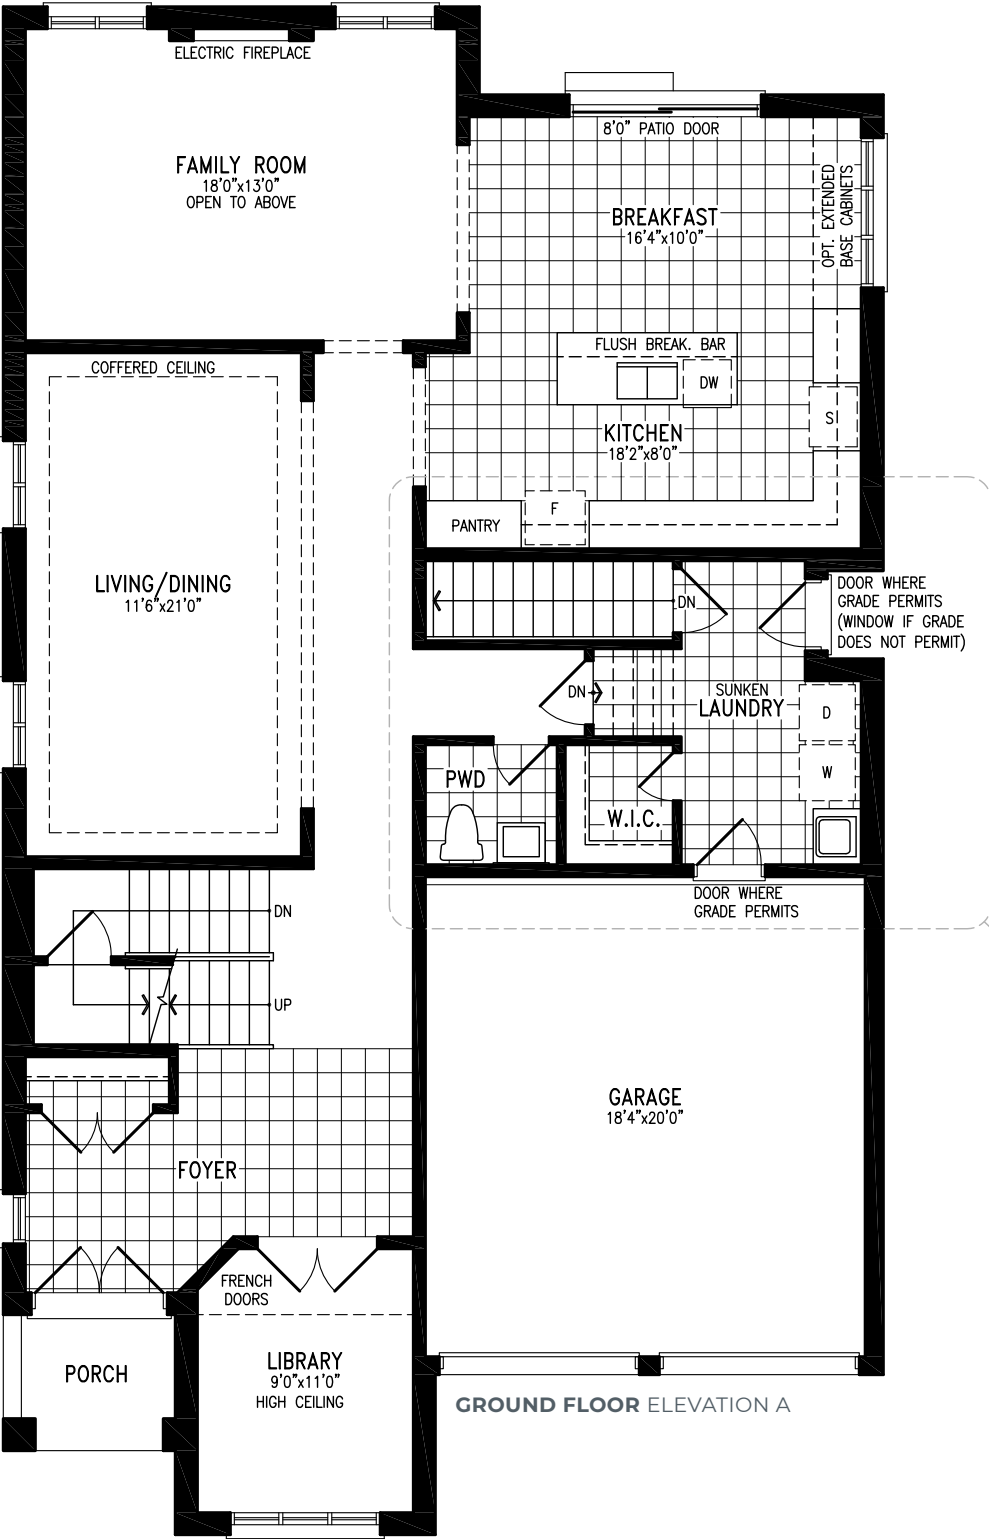 ELECTRIC FIREPLACE
FAMILY ROOM
18'0"x13'0"
OPEN TO ABOVE
8'0" PATIO DOOR
BREAKFAST
16'4"x10'0"
OPT. EXTENDED
BASE CABINETS
FLUSH BREAK. BAR
DW
S
KITCHEN
18'2"x8'0"
F
PANTRY
COFFERED CEILING
LIVING/DINING
11'6"x21'0"
DN
DOOR WHERE
GRADE PERMITS
(WINDOW IF GRADE
DOES NOT PERMIT)
DN
SUNKEN
LAUNDRY
D
W
PWD
W.I.C.
DOOR WHERE
GRADE PERMITS
DN
UP
GARAGE
18'4"x20'0"
FOYER
FRENCH
DOORS
PORCH
LIBRARY
9'0"x11'0"
HIGH CEILING
GROUND FLOOR ELEVATION A